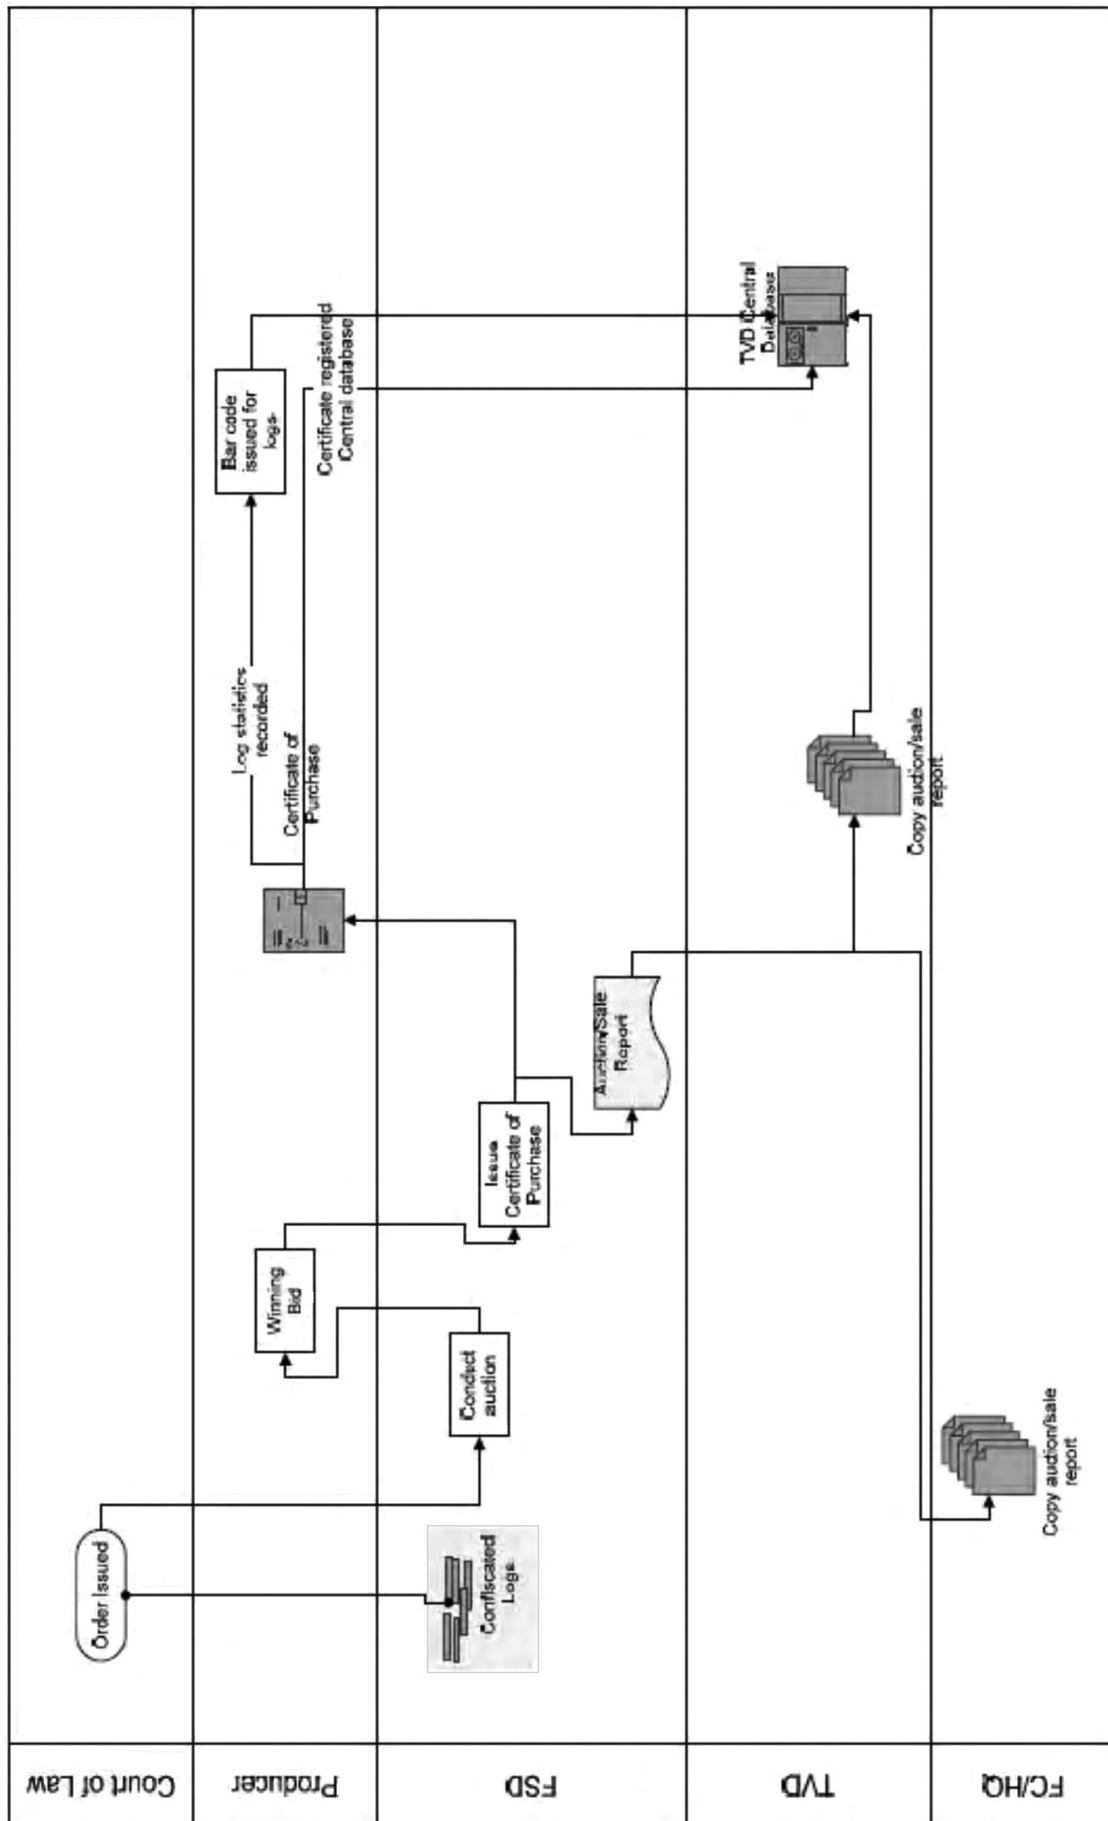 Court of Law
Order Issued
Producer
Winning
Bid
Certificate of
Purchase
Log statistics
recorded
Bar code
issued for
logs
Certificate registered
Central database
FSD
Confiscated
Logs
Conduct
auction
Issue
Certificate of
Purchase
Auction/Sale
Report
TVD
Copy audtion/sale
report
TVD Central
Database
FC/HQ
Copy audtion/sale
report